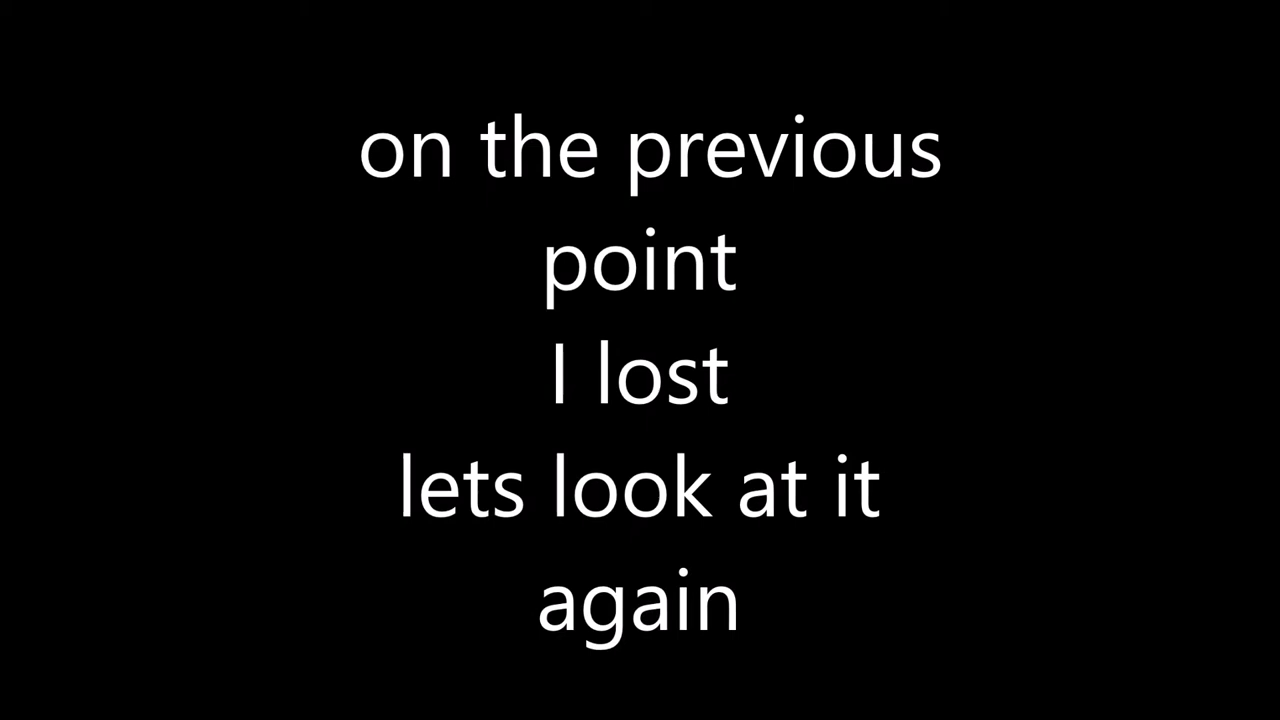 on the previous
point
I lost
lets look at it
again